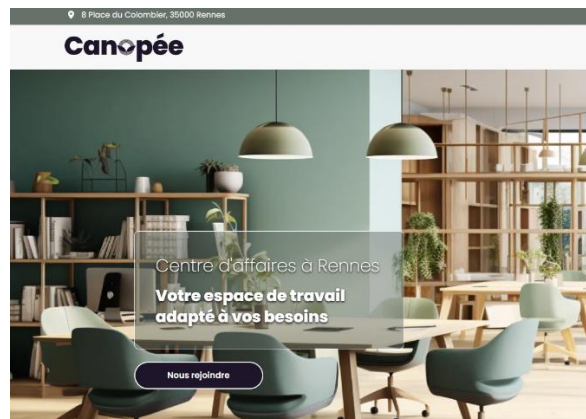 8 Place du Colombier, 35000 Rennes
Canopée
Centre d'affaires à Rennes
Votre espace de travail
adapté à vos besoins
Nous rejoindre